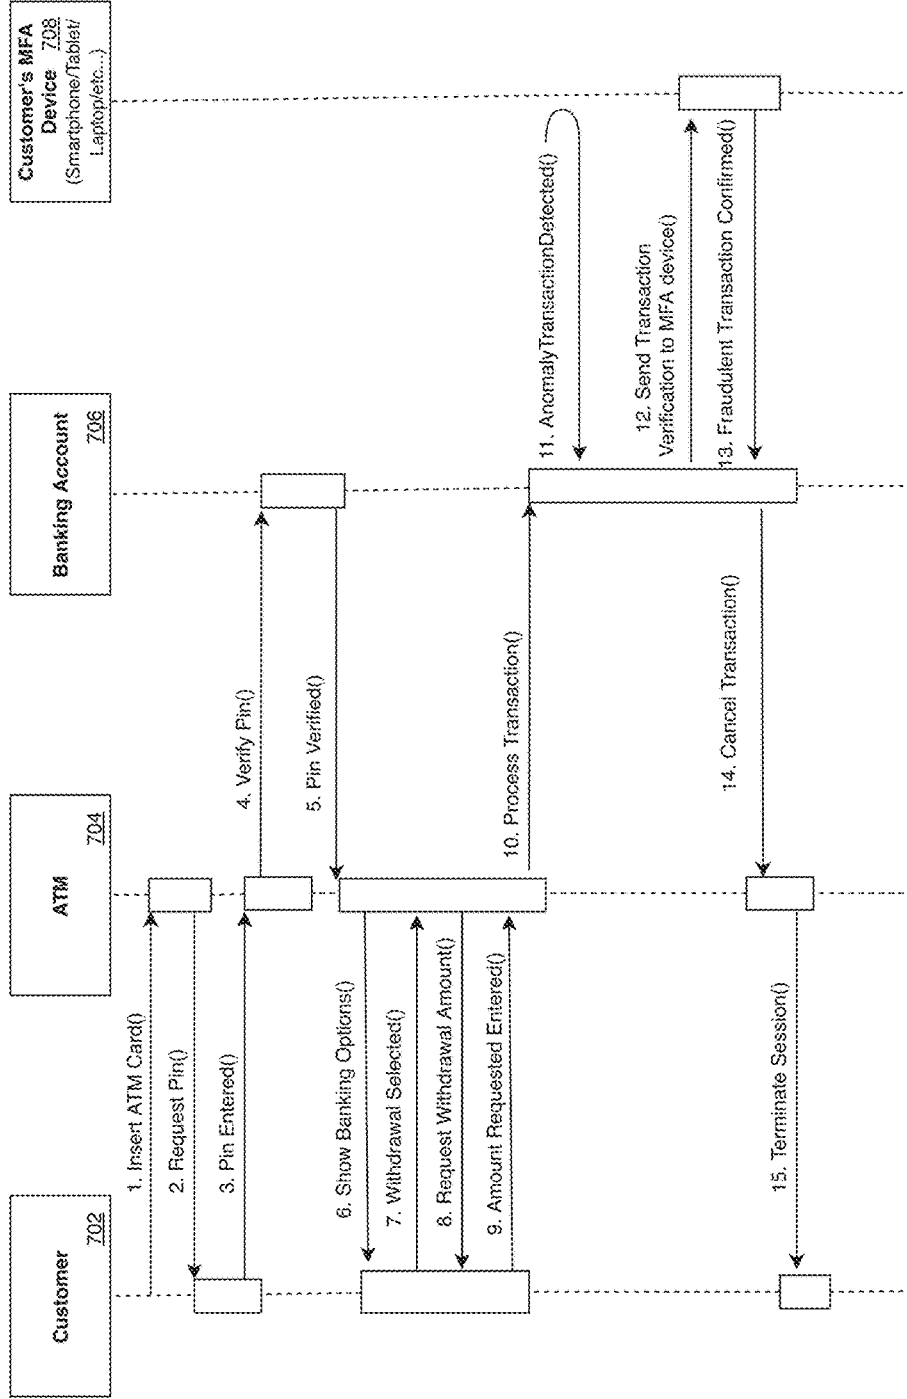 Customer
702
ATM
704
Banking Account
706
Customer's MFA
Device 708
(Smartphone/Tablet/
Laptop/etc...)
1. Insert ATM Card()
2. Request Pin()
3. Pin Entered()
4. Verify Pin()
5. Pin Verified()
6. Show Banking Options()
7. Withdrawal Selected()
8. Request Withdrawal Amount()
9. Amount Requested Entered()
10. Process Transaction()
11. AnomalyTransactionDetected()
12. Send Transaction
Verification to MFA device()
13. Fraudulent Transaction Confirmed()
14. Cancel Transaction()
15. Terminate Session()